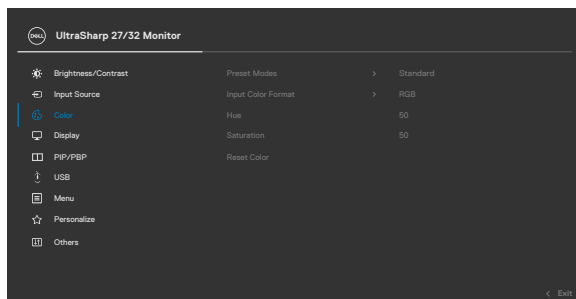 DELL UltraSharp 27/32 Monitor
Brightness/Contrast Preset Modes > Standard
Input Source Input Color Format > RGB
Color Hue 50
Display Saturation 50
PIP/PBP Reset Color
USB
Menu
Personalize
Others
< Exit